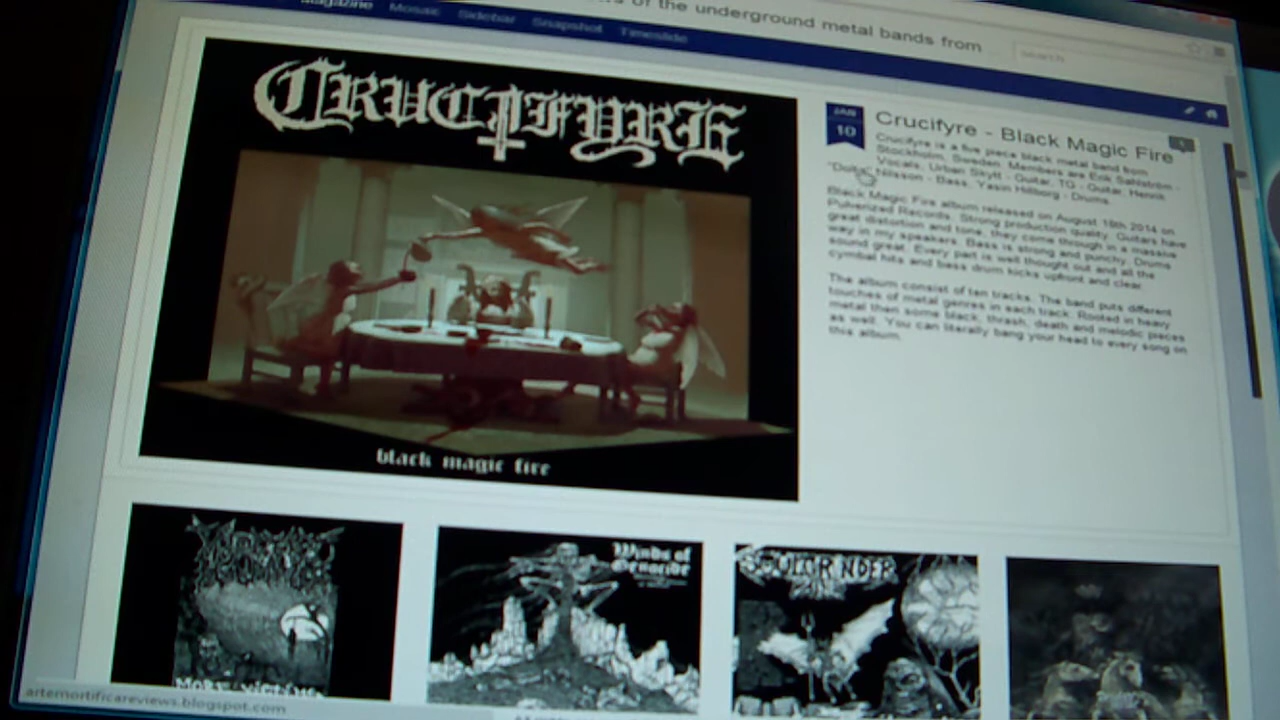 of the underground metal bands from
Magazine Mosaic Sidebar Snapshot Timeslide
search
CRUCIFYRE
black magic fire
JAN
10
Crucifyre - Black Magic Fire
Crucifyre is a five piece black metal band from
Stockholm, Sweden. Members are Erik Sahlström -
Vocals, Urban Skytt - Guitar, TG - Guitar, Henrik
Nilsson - Bass, Yasin Hillborg - Drums.
Black Magic Fire album released on August 18th 2014 on
Pulverized Records. Strong production quality. Guitars have
great distortion and tone, they come through in a massive
way in my speakers. Bass is strong and punchy. Drums
sound great. Every part is well thought out and all the
cymbal hits and bass drum kicks upfront and clear.
The album consist of ten tracks. The band puts different
touches of metal genres in each track. Rooted in heavy
metal then some black, thrash, death and melodic pieces
as well. You can literally bang your head to every song on
this album.
Winds of
Genocide
SOULGRINDER
artemortificareviews.blogspot.com